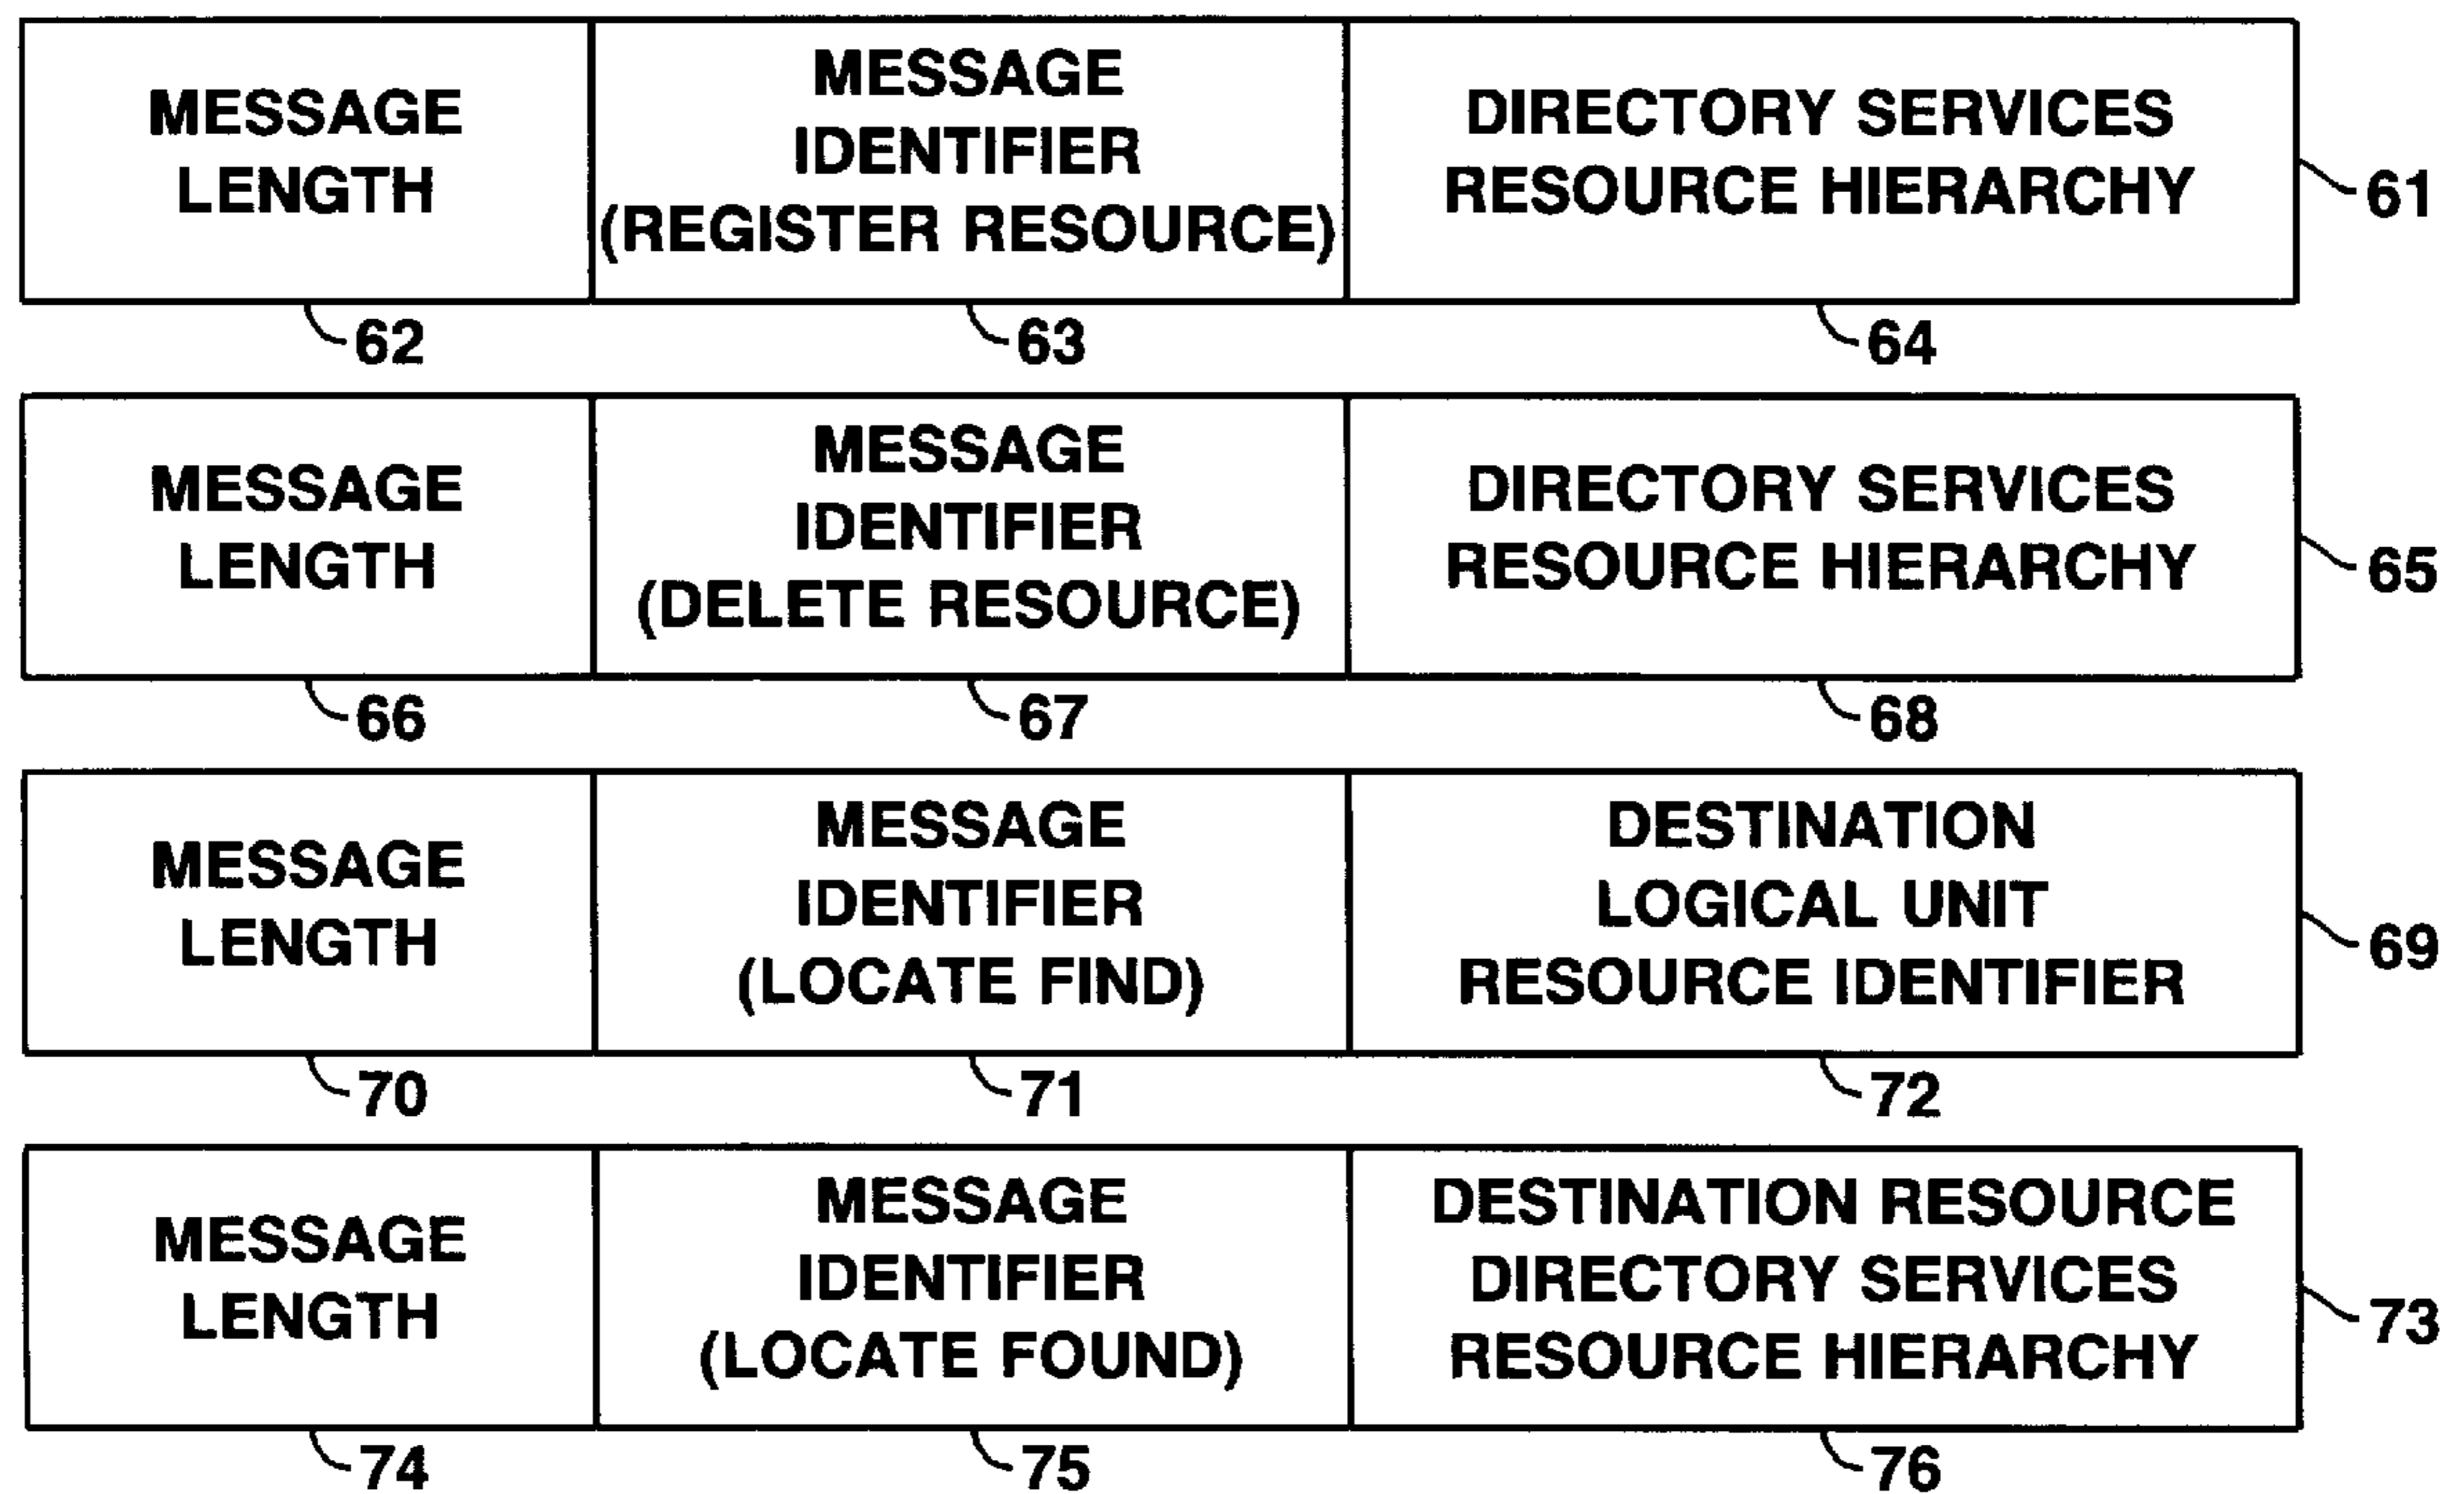 MESSAGE
LENGTH
MESSAGE
IDENTIFIER
(REGISTER RESOURCE)
DIRECTORY SERVICES
RESOURCE HIERARCHY
61
62
63
64
MESSAGE
LENGTH
MESSAGE
IDENTIFIER
(DELETE RESOURCE)
DIRECTORY SERVICES
RESOURCE HIERARCHY
65
66
67
68
MESSAGE
LENGTH
MESSAGE
IDENTIFIER
(LOCATE FIND)
DESTINATION
LOGICAL UNIT
RESOURCE IDENTIFIER
69
70
71
72
MESSAGE
LENGTH
MESSAGE
IDENTIFIER
(LOCATE FOUND)
DESTINATION RESOURCE
DIRECTORY SERVICES
RESOURCE HIERARCHY
73
74
75
76